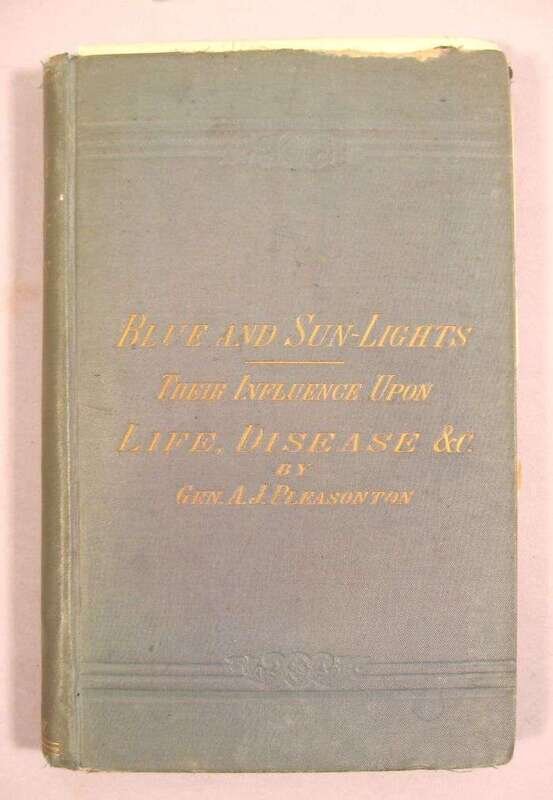 BLUE AND SUN-LIGHTS
THEIR INFLUENCE UPON
LIFE, DISEASE &C.
BY
GEN. A. J. PLEASONTON